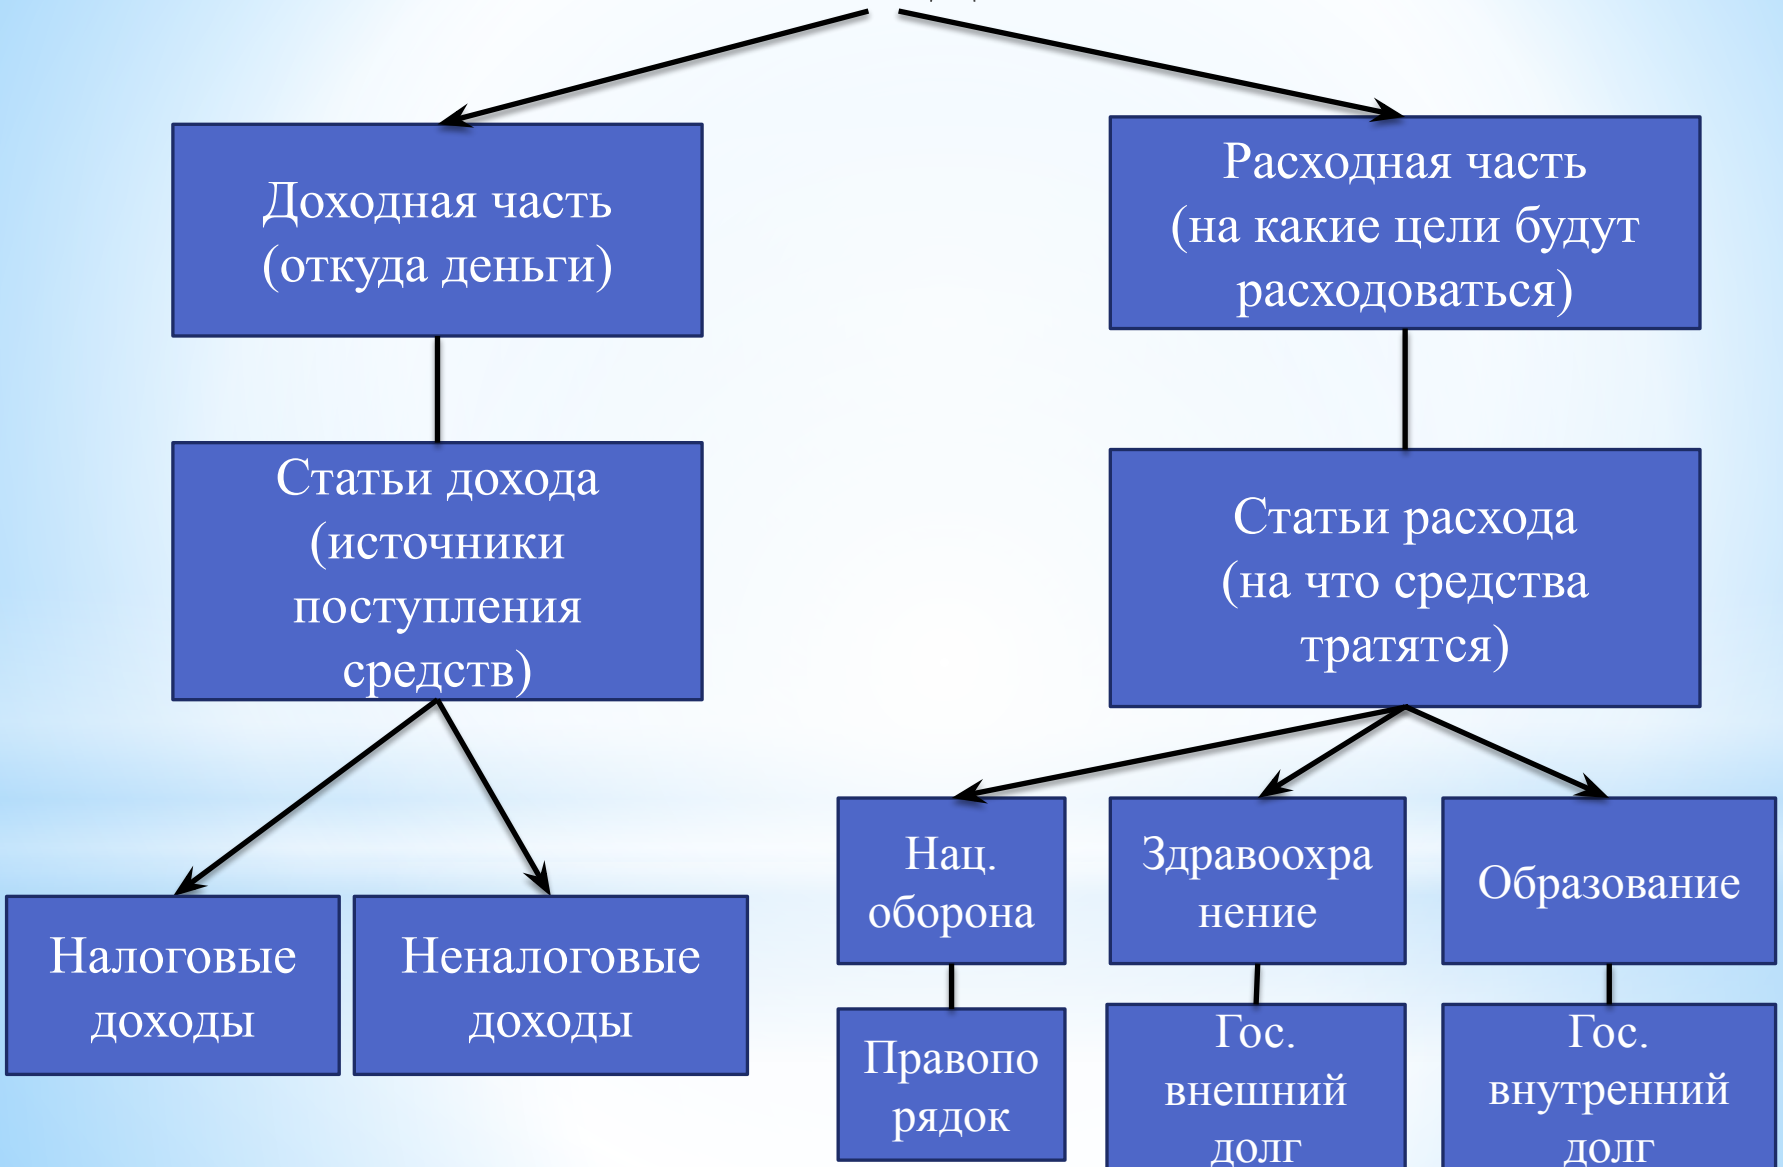 Доходная часть
(откуда деньги)
Расходная часть
(на какие цели будут
расходоваться)
Статьи дохода
(источники
поступления
средств)
Статьи расхода
(на что средства
тратятся)
Налоговые
доходы
Неналоговые
доходы
Нац.
оборона
Здравоохра
нение
Образование
Правопо
рядок
Гос.
внешний
долг
Гос.
внутренний
долг